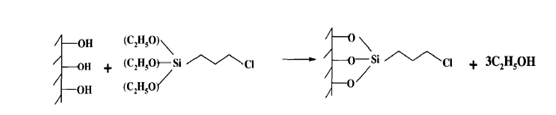 OH
OH
OH
+
(C₂H₅O)
(C₂H₅O)
(C₂H₅O)
Si
Cl
O
O
O
Si
Cl
+ 3C₂H₅OH